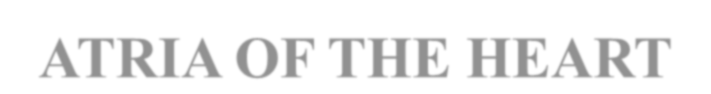 ATRIA OF THE HEART